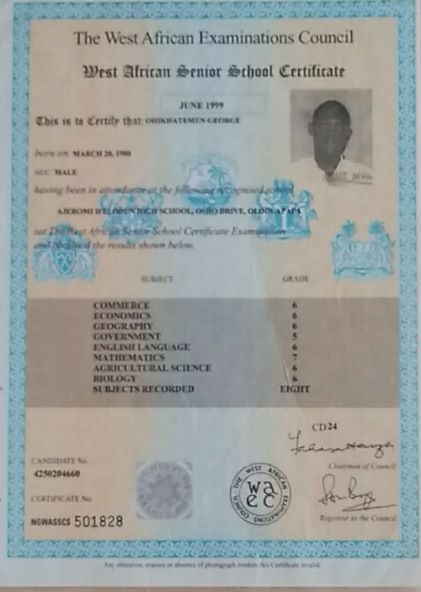 The West African Examinations Council
West African Senior School Certificate
JUNE 1999
This is to Certify that: OHIKHATEMEN GEORGE
born on: MARCH 20, 1980
sex: MALE
having been in attendance at the following recognised school
AJEROMI IFELODUN HIGH SCHOOL, OSHO DRIVE, OLODI APAPA
sat The West African Senior School Certificate Examination
and obtained the results shown below.
SUBJECT GRADE
COMMERCE 6
ECONOMICS 6
GEOGRAPHY 6
GOVERNMENT 5
ENGLISH LANGUAGE 6
MATHEMATICS 7
AGRICULTURAL SCIENCE 6
BIOLOGY 6
SUBJECTS RECORDED EIGHT
CD24
Chairman of Council
CANDIDATE No.
4250204660
THE WEST AFRICAN EXAMINATIONS COUNCIL
waec
CERTIFICATE No.
NGWASSCS 501828
Registrar to the Council
Any alteration, erasure or absence of photograph renders this Certificate invalid.